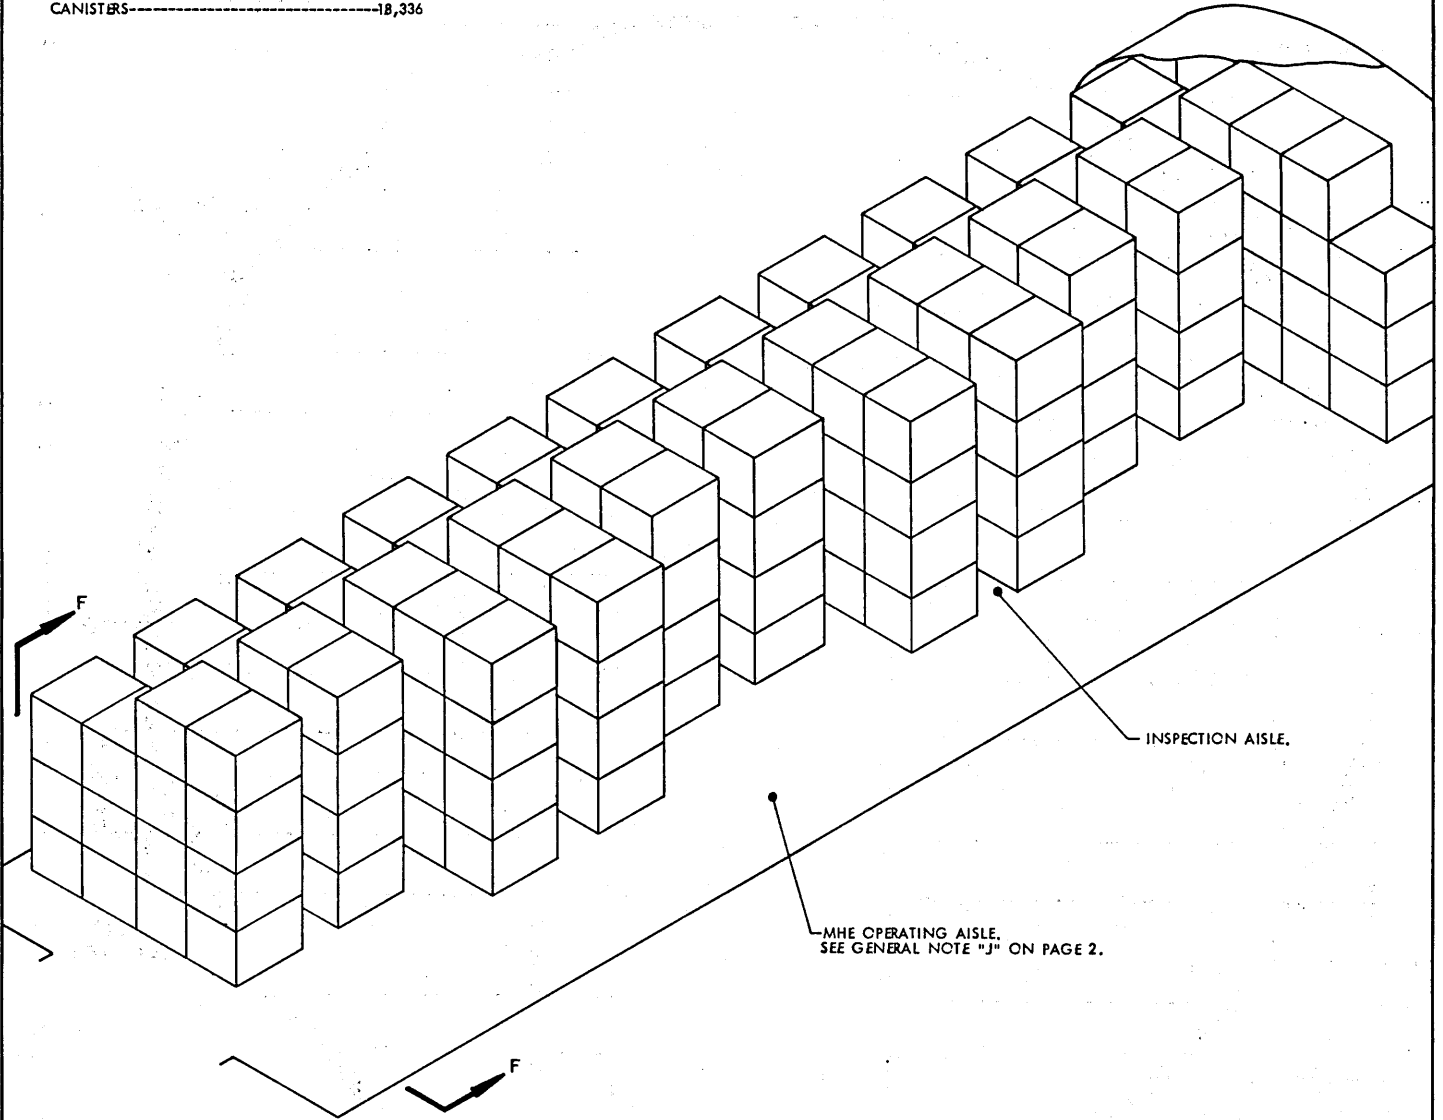 CANISTERS------------------------------18,336
F
INSPECTION AISLE.
MHE OPERATING AISLE.
SEE GENERAL NOTE "J" ON PAGE 2.
F